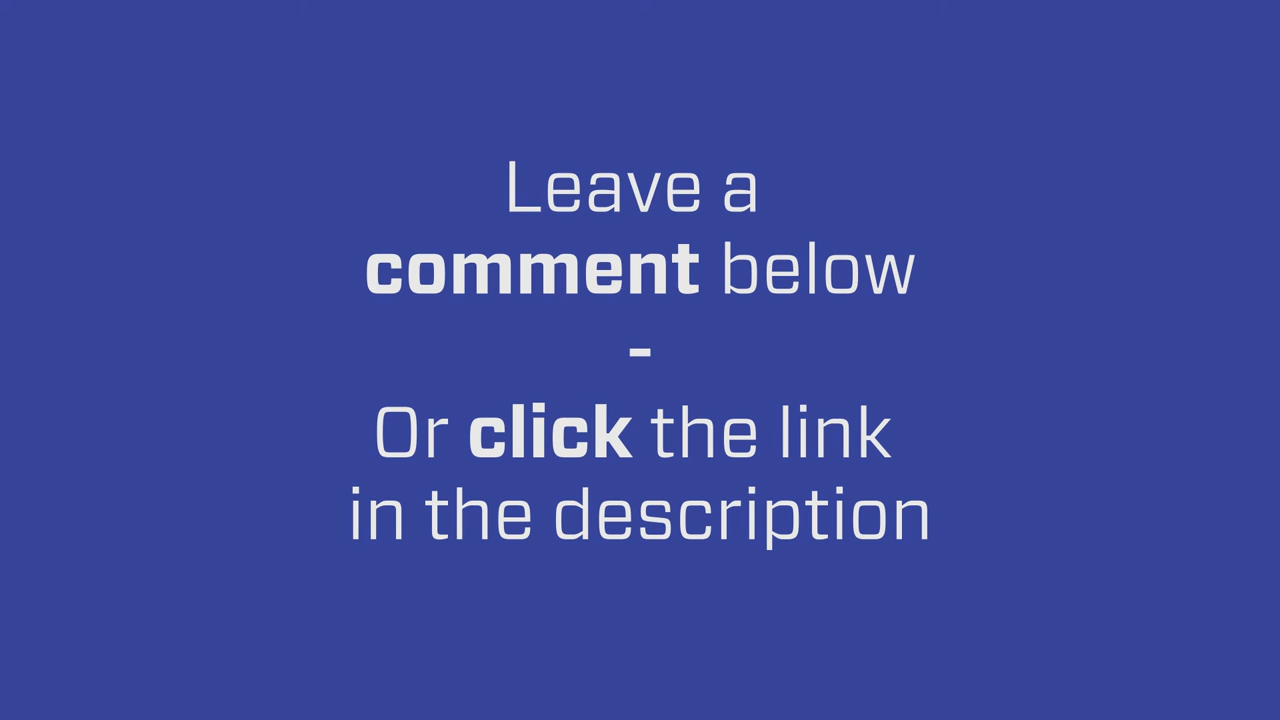 Leave a
comment below
-
Or click the link
in the description